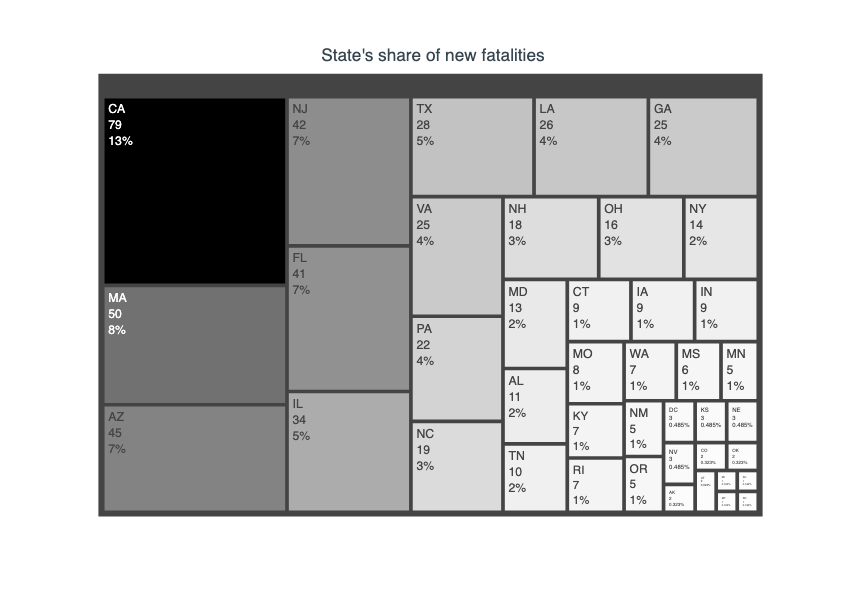 State's share of new fatalities
CA
79
13%
MA
50
8%
AZ
45
7%
NJ
42
7%
FL
41
7%
IL
34
5%
TX
28
5%
LA
26
4%
GA
25
4%
VA
25
4%
PA
22
4%
NC
19
3%
NH
18
3%
OH
16
3%
NY
14
2%
MD
13
2%
AL
11
2%
TN
10
2%
CT
9
1%
IA
9
1%
IN
9
1%
MO
8
1%
KY
7
1%
RI
7
1%
WA
7
1%
MS
6
1%
MN
5
1%
NM
5
1%
OR
5
1%
DC
3
0.485%
KS
3
0.485%
NE
3
0.485%
NV
3
0.485%
CO
2
0.323%
OK
2
0.323%
AK
2
0.323%